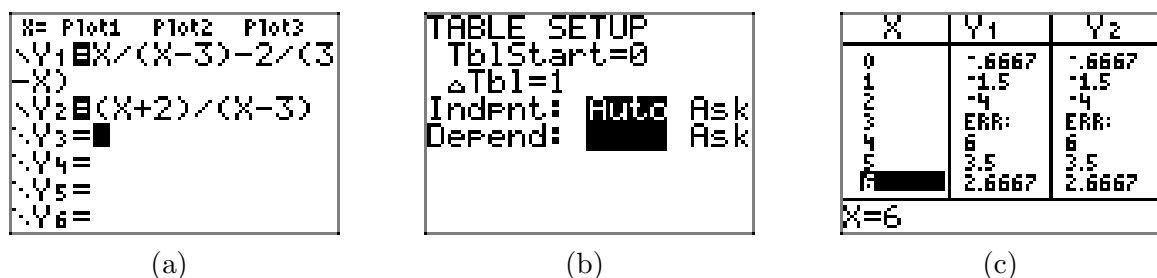 X= Plot1 Plot2 Plot3
\Y1=X/(X-3)-2/(3
-X)
\Y2=(X+2)/(X-3)
\Y3=
\Y4=
\Y5=
\Y6=
(a)
TABLE SETUP
TblStart=0
△Tbl=1
Indpnt: Auto Ask
Depend: Ask
(b)
X Y1 Y2
0 -.6667 -.6667
1 -1.5 -1.5
2 -4 -4
3 ERR: ERR:
4 6 6
5 3.5 3.5
6 2.6667 2.6667
X=6
(c)